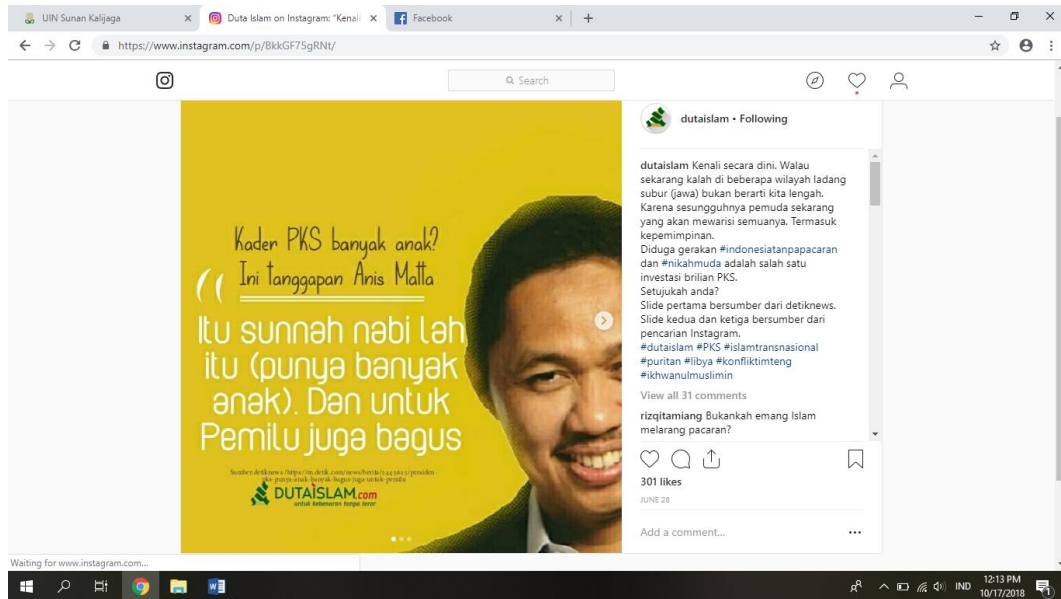 UIN Sunan Kalijaga
Duta Islam on Instagram: "Kenali
Facebook
https://www.instagram.com/p/BkkGF75gRNt/
Search
Kader PKS banyak anak?
Ini tanggapan Anis Matta
Itu sunnah nabi lah
itu (punya banyak
anak). Dan untuk
Pemilu juga bagus
DUTAISLAM.com
untuk kebenaran tanpa teror
dutaislam • Following
dutaislam Kenali secara dini. Walau
sekarang kalah di beberapa wilayah ladang
subur (jawa) bukan berarti kita lengah.
Karena sesungguhnya pemuda sekarang
yang akan mewarisi semuanya. Termasuk
kepemimpinan.
Diduga gerakan #indonesiatanpapacaran
dan #nikahmuda adalah salah satu
investasi brilian PKS.
Setujukah anda?
Slide pertama bersumber dari detiknews.
Slide kedua dan ketiga bersumber dari
pencarian Instagram.
#dutaislam #PKS #islamtransnasional
#puritan #libya #konfliktimteng
#ikhwanulmuslimin
View all 31 comments
rizqitamiang Bukankah emang Islam
melarang pacaran?
301 likes
JUNE 28
Add a comment...
Waiting for www.instagram.com...
IND
12:13 PM
10/17/2018